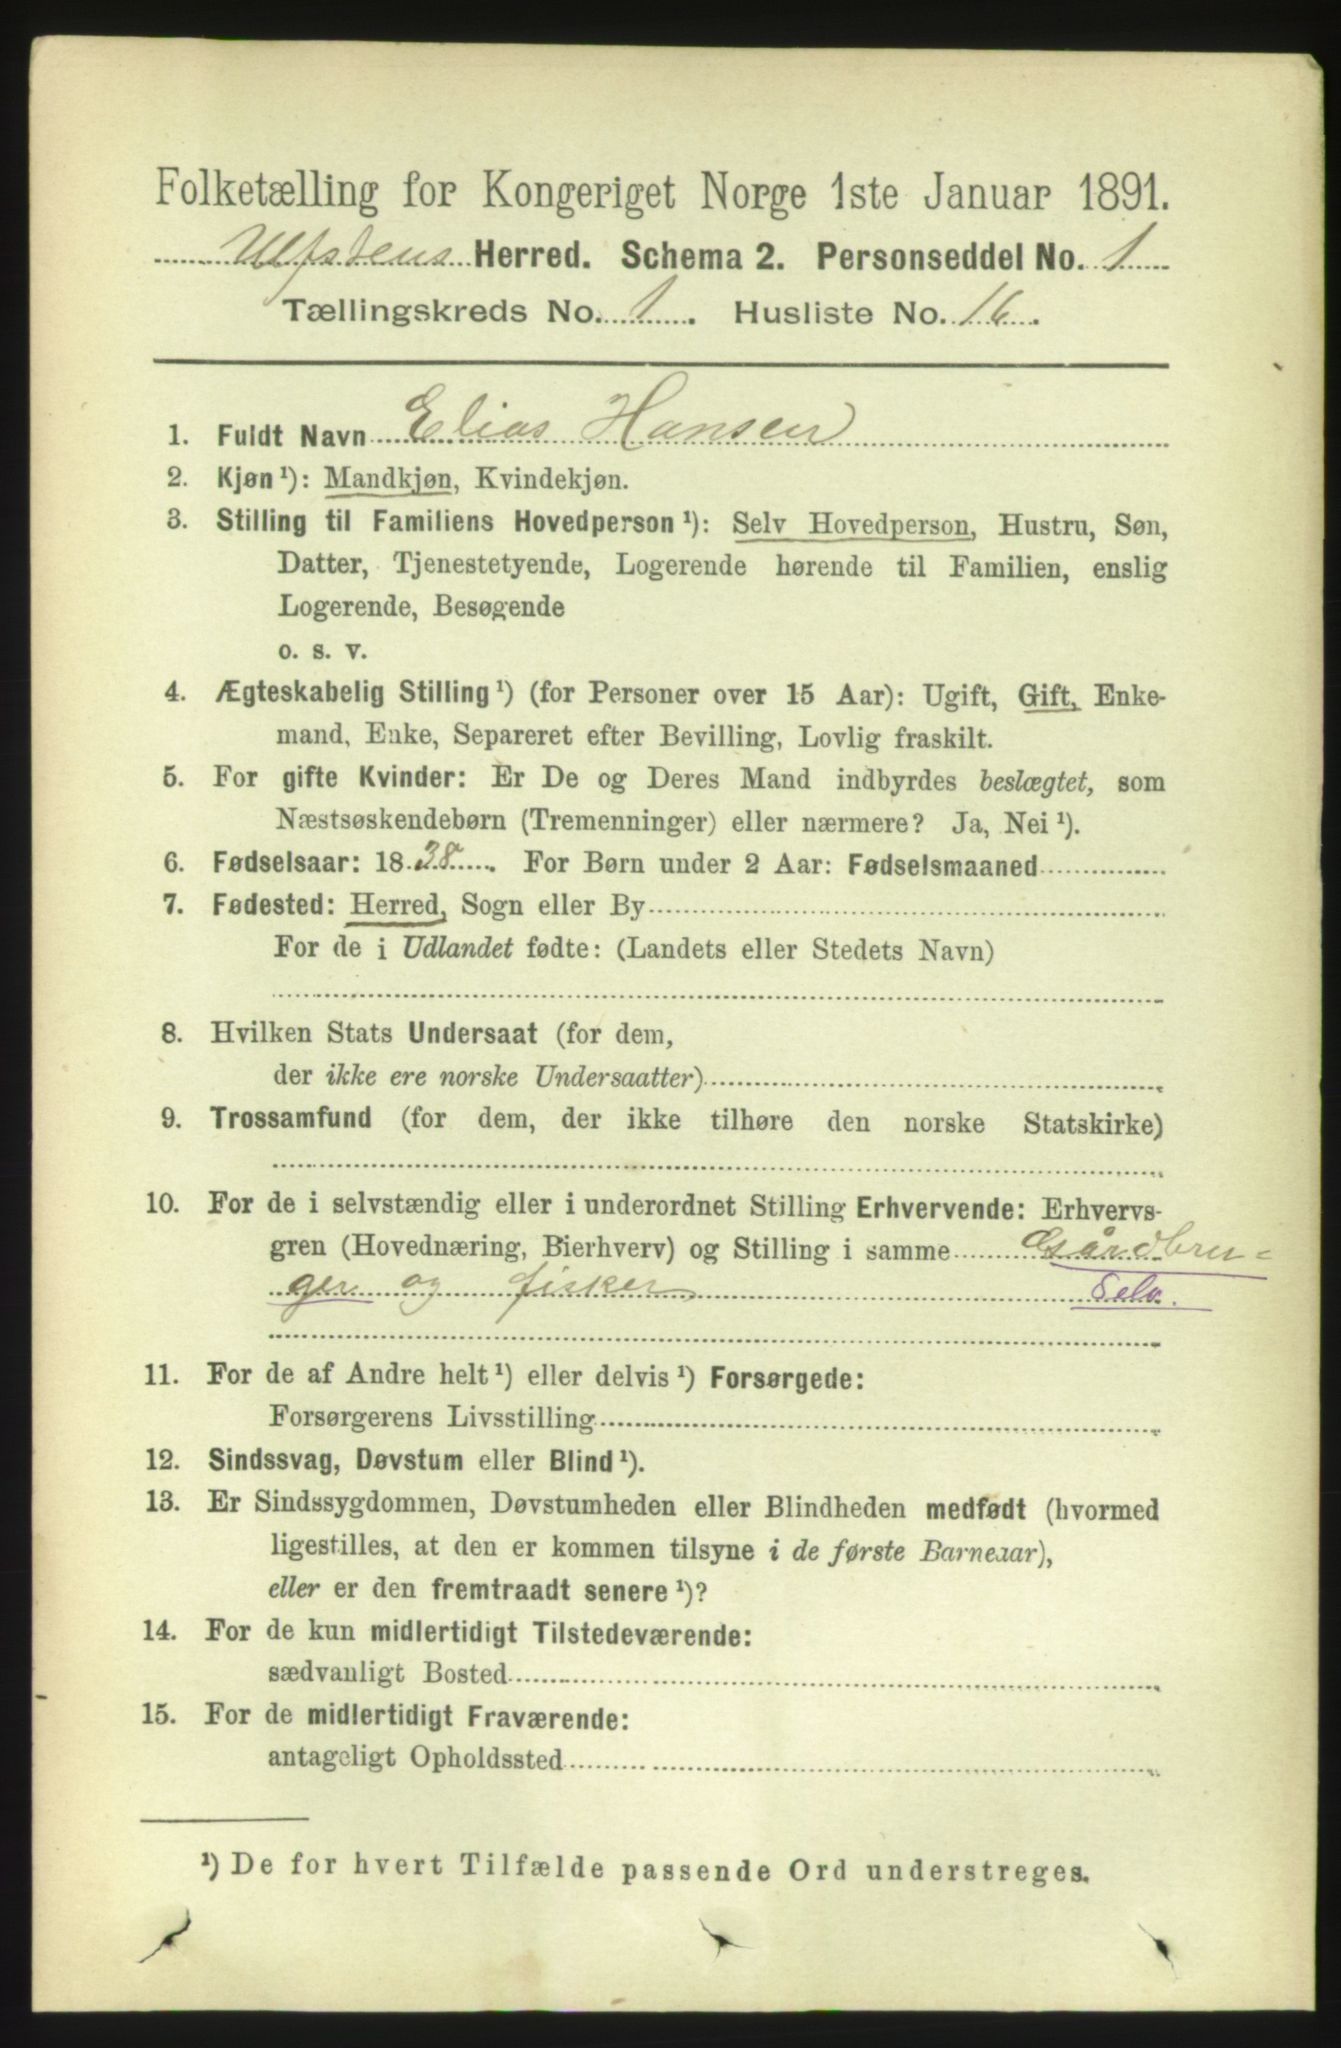 Folketælling for Kongeriget Norge 1ste Januar 1891.
Ulfstens Herred. Schema 2. Personseddel No. 1
Tællingskreds No. 1. Husliste No. 16.
1. Fuldt Navn Elias Hansen
2. Kjøn¹): Mandkjøn, Kvindekjøn.
3. Stilling til Familiens Hovedperson¹): Selv Hovedperson, Hustru, Søn,
Datter, Tjenestetyende, Logerende hørende til Familien, enslig
Logerende, Besøgende
o. s. v.
4. Ægteskabelig Stilling¹) (for Personer over 15 Aar): Ugift, Gift, Enke-
mand, Enke, Separeret efter Bevilling, Lovlig fraskilt.
5. For gifte Kvinder: Er De og Deres Mand indbyrdes beslægtet, som
Næstsøskendebørn (Tremenninger) eller nærmere? Ja, Nei¹).
6. Fødselsaar: 1838. For Børn under 2 Aar: Fødselsmaaned
7. Fødested: Herred, Sogn eller By
For de i Udlandet fødte: (Landets eller Stedets Navn)
8. Hvilken Stats Undersaat (for dem,
der ikke ere norske Undersaatter)
9. Trossamfund (for dem, der ikke tilhøre den norske Statskirke)
10. For de i selvstændig eller i underordnet Stilling Erhvervende: Erhvervs-
gren (Hovednæring, Bierhverv) og Stilling i samme Gårdbru=
ger og fisker Selv.
11. For de af Andre helt¹) eller delvis¹) Forsørgede:
Forsørgerens Livsstilling
12. Sindssvag, Døvstum eller Blind¹).
13. Er Sindssygdommen, Døvstumheden eller Blindheden medfødt (hvormed
ligestilles, at den er kommen tilsyne i de første Barneaar),
eller er den fremtraadt senere¹)?
14. For de kun midlertidigt Tilstedeværende:
sædvanligt Bosted
15. For de midlertidigt Fraværende:
antageligt Opholdssted
¹) De for hvert Tilfælde passende Ord understreges.